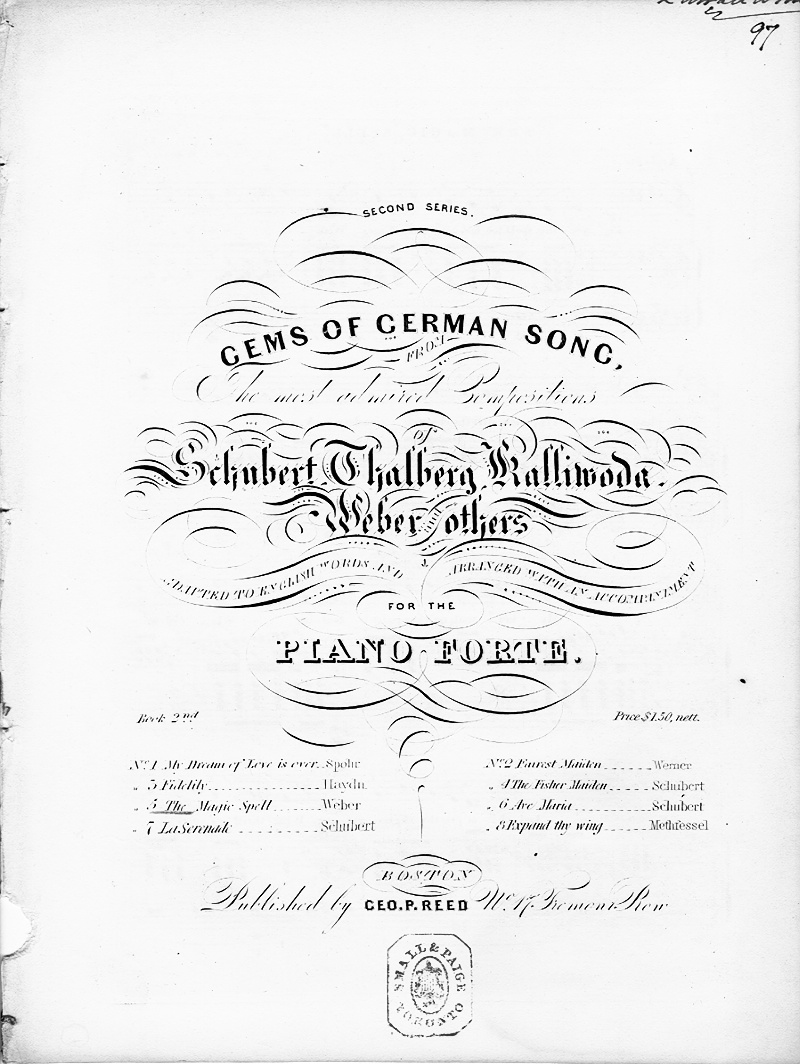 97
SECOND SERIES.
GEMS OF GERMAN SONG,
FROM
The most admired Compositions
of
Schubert, Thalberg, Kalliwoda.
Weber and others
ADAPTED TO ENGLISH WORDS AND ARRANGED WITH AN ACCOMPANIMENT
FOR THE
PIANO FORTE.
Book 2nd Price $1.50, nett.
No. 1 My Dream of Love is over Spohr
No. 2 Fairest Maiden Werner
„ 3 Fidelily Haydn
„ 4 The Fisher Maiden Schubert
„ 5 The Magic Spell Weber
„ 6 Ave Maria Schubert
„ 7 La Serenade Schubert
„ 8 Expand thy wing Methfessel
BOSTON
Published by GEO. P. REED No. 17. Tremont Row
SMALL & PAIGE
TORONTO